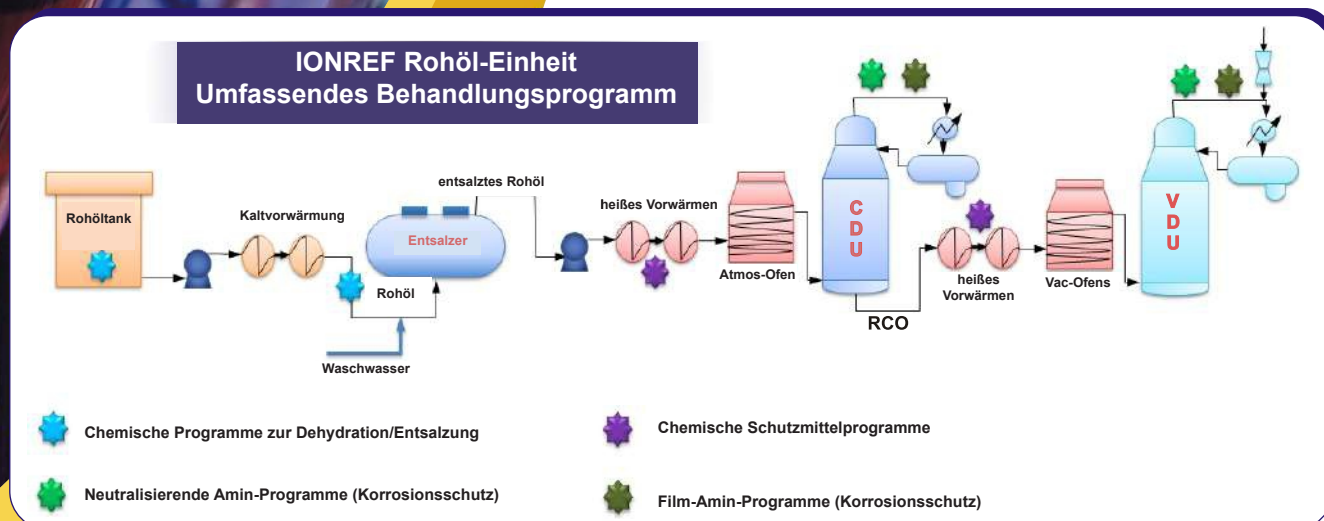 IONREF Rohöl-Einheit
Umfassendes Behandlungsprogramm
Rohöltank
Kaltvorwärmung
entsalztes Rohöl
Entsalzer
Rohöl
Waschwasser
heißes Vorwärmen
Atmos-Ofen
C
D
U
RCO
heißes
Vorwärmen
Vac-Ofens
V
D
U
Chemische Programme zur Dehydration/Entsalzung
Chemische Schutzmittelprogramme
Neutralisierende Amin-Programme (Korrosionsschutz)
Film-Amin-Programme (Korrosionsschutz)